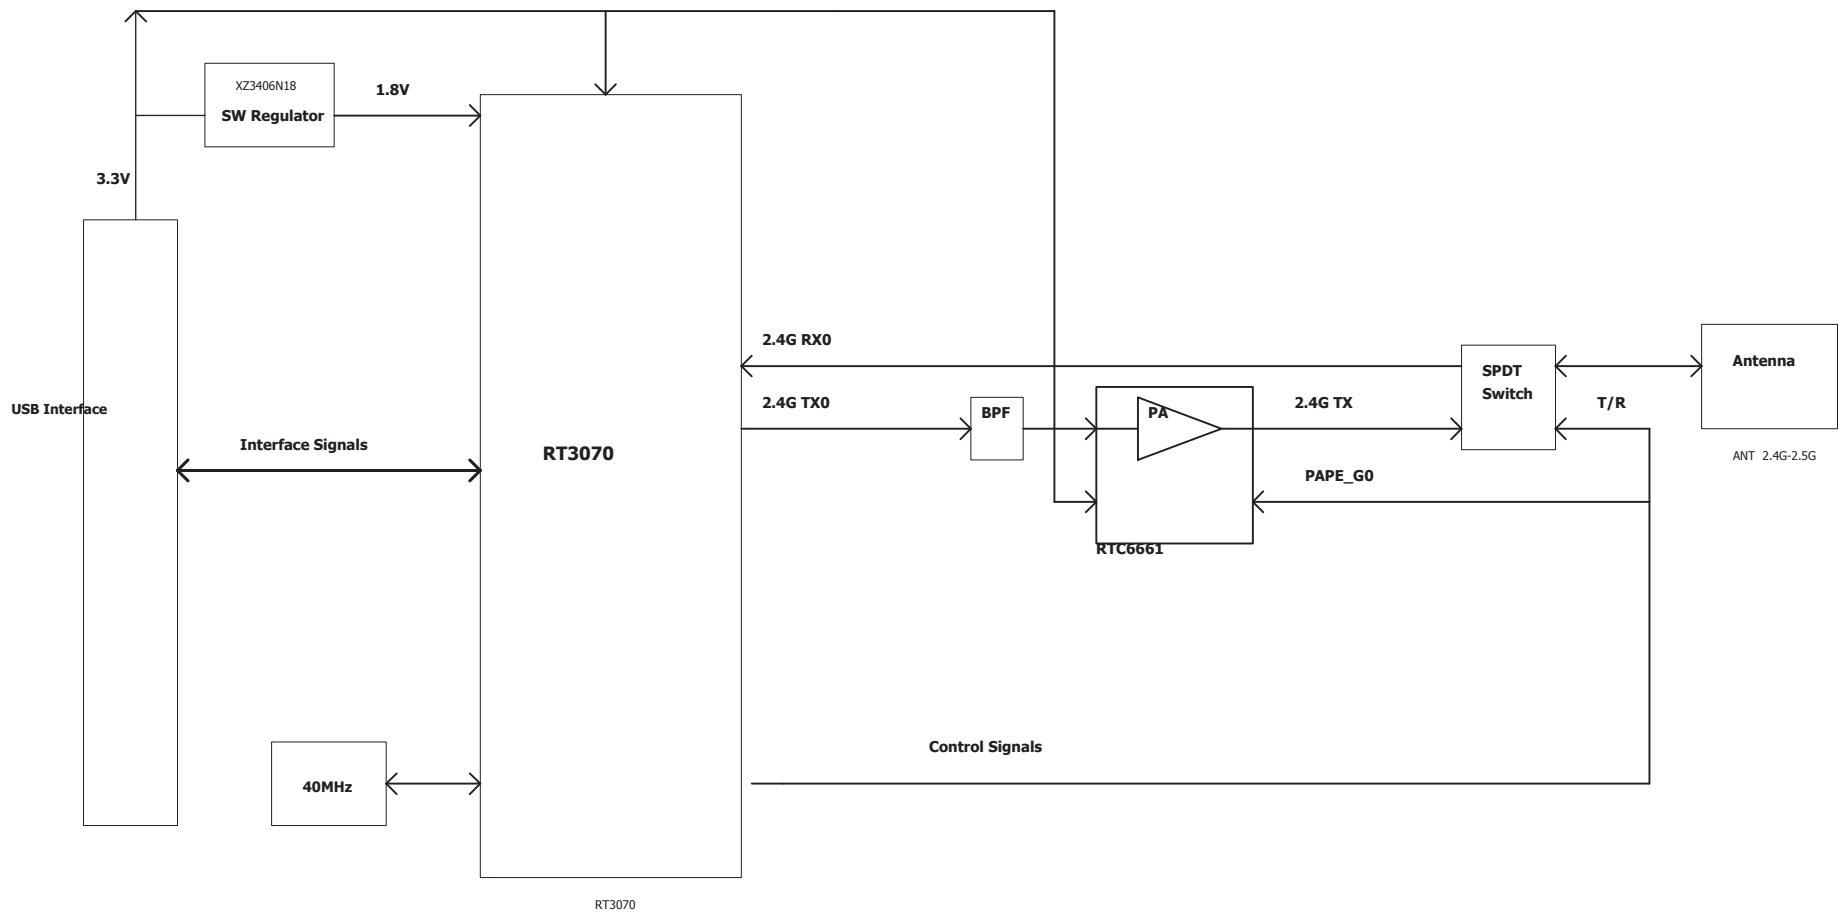 XZ3406N18
SW Regulator
1.8V
3.3V
2.4G RX0
SPDT
Switch
Antenna
USB Interface
2.4G TX0
BPF
PA
2.4G TX
T/R
Interface Signals
RT3070
ANT 2.4G-2.5G
PAPE_G0
RTC6661
Control Signals
40MHz
RT3070